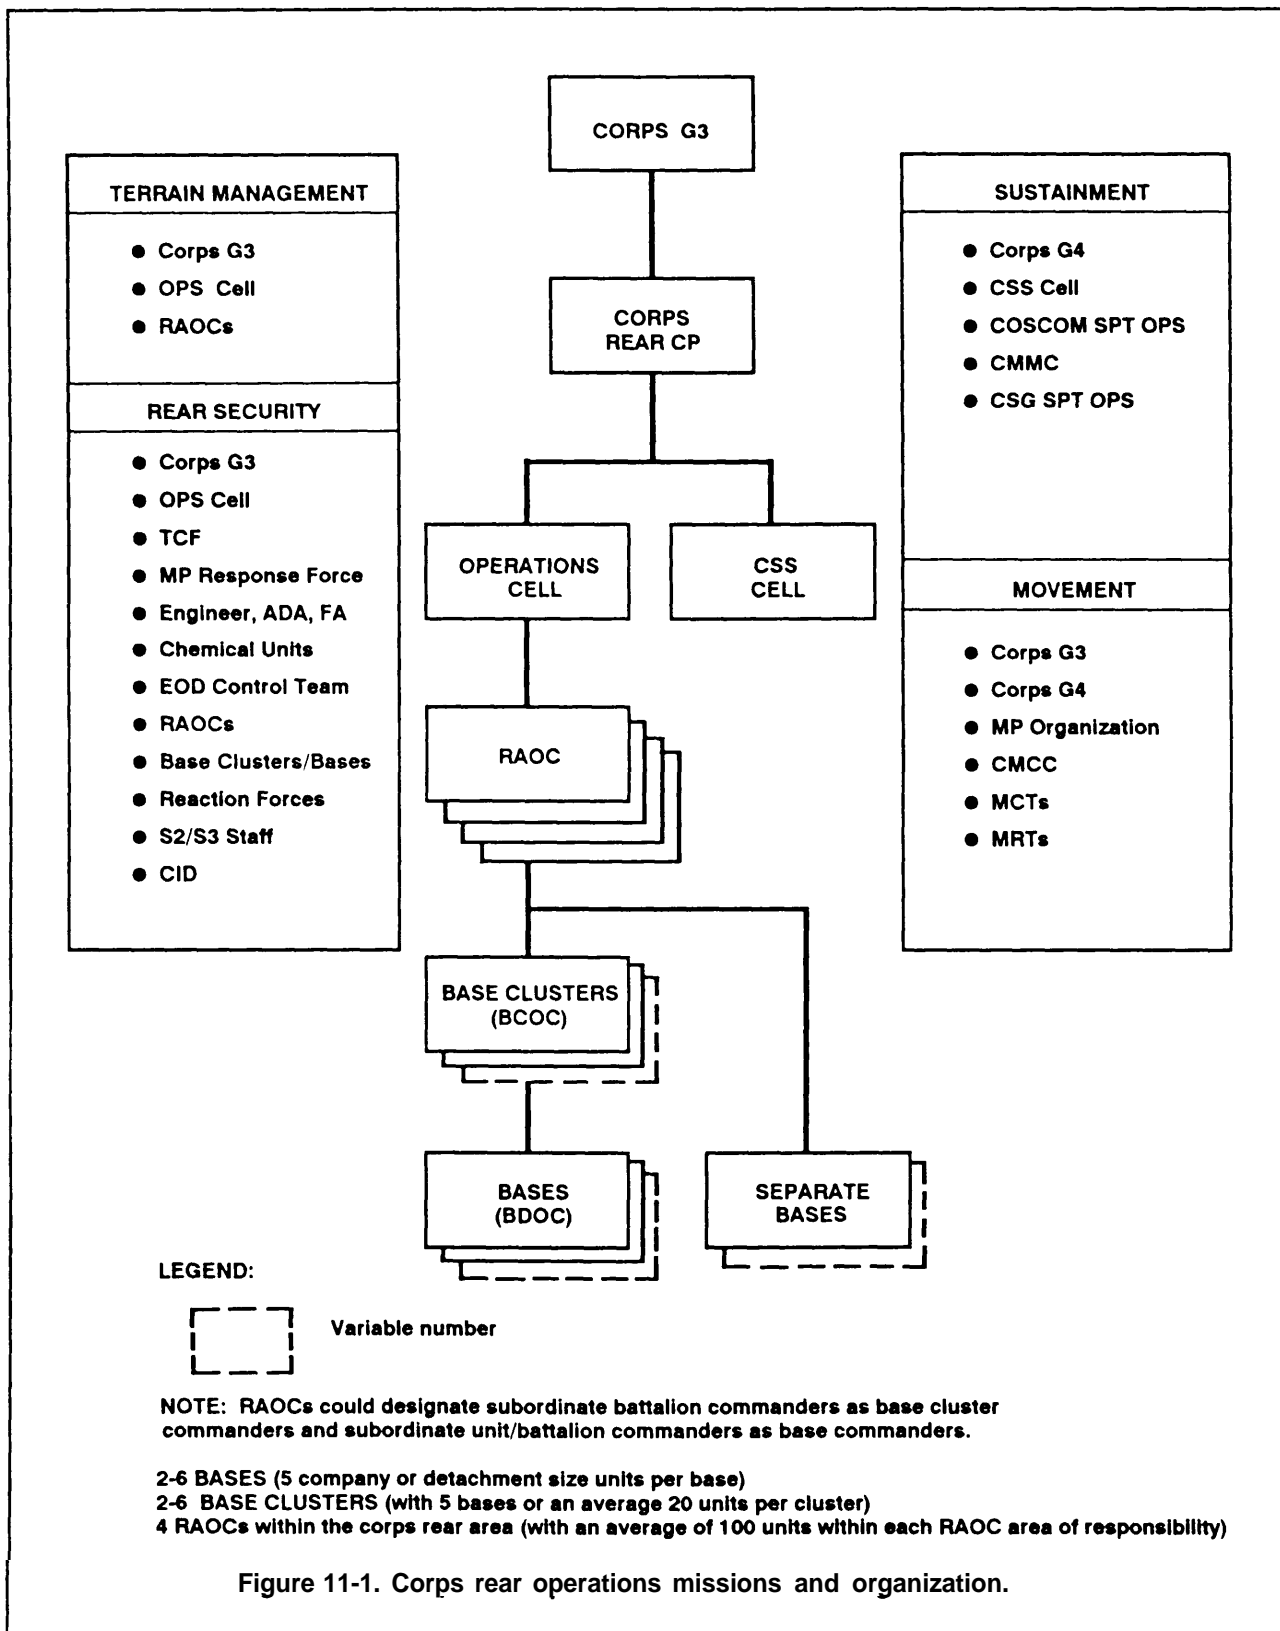 CORPS G3
TERRAIN MANAGEMENT
● Corps G3
● OPS Cell
● RAOCs
REAR SECURITY
● Corps G3
● OPS Cell
● TCF
● MP Response Force
● Engineer, ADA, FA
● Chemical Units
● EOD Control Team
● RAOCs
● Base Clusters/Bases
● Reaction Forces
● S2/S3 Staff
● CID
CORPS
REAR CP
OPERATIONS
CELL
CSS
CELL
RAOC
BASE CLUSTERS
(BCOC)
BASES
(BDOC)
SEPARATE
BASES
SUSTAINMENT
● Corps G4
● CSS Cell
● COSCOM SPT OPS
● CMMC
● CSG SPT OPS
MOVEMENT
● Corps G3
● Corps G4
● MP Organization
● CMCC
● MCTs
● MRTs
LEGEND:
Variable number
NOTE: RAOCs could designate subordinate battalion commanders as base cluster
commanders and subordinate unit/battalion commanders as base commanders.
2-6 BASES (5 company or detachment size units per base)
2-6 BASE CLUSTERS (with 5 bases or an average 20 units per cluster)
4 RAOCs within the corps rear area (with an average of 100 units within each RAOC area of responsibility)
Figure 11-1. Corps rear operations missions and organization.